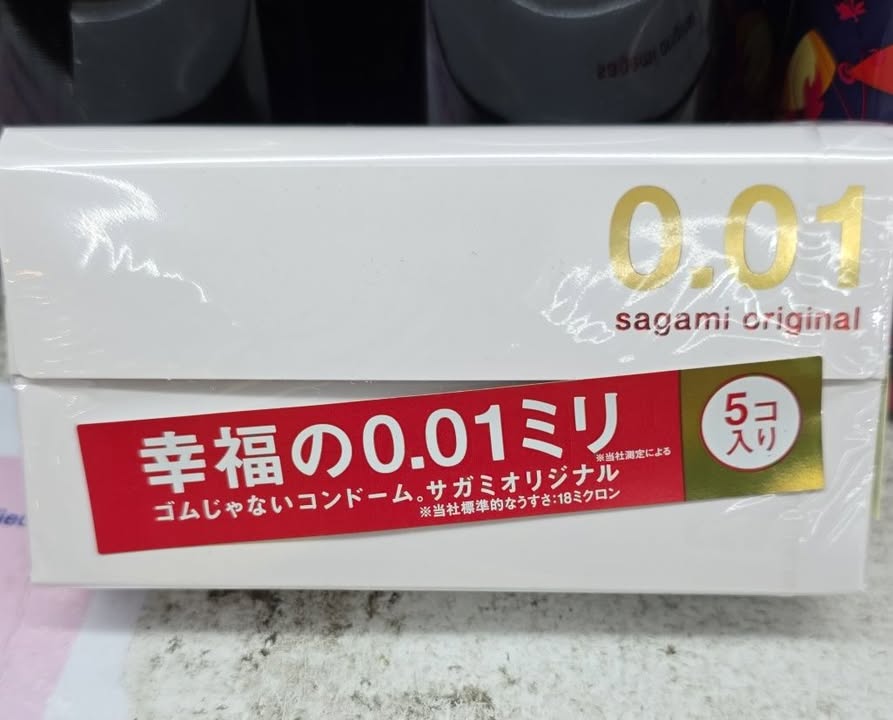 0.01
sagami original
幸福の0.01ミリ
※当社測定による
ゴムじゃないコンドーム。サガミオリジナル
※当社標準的なうすさ:18ミクロン
5コ
入り